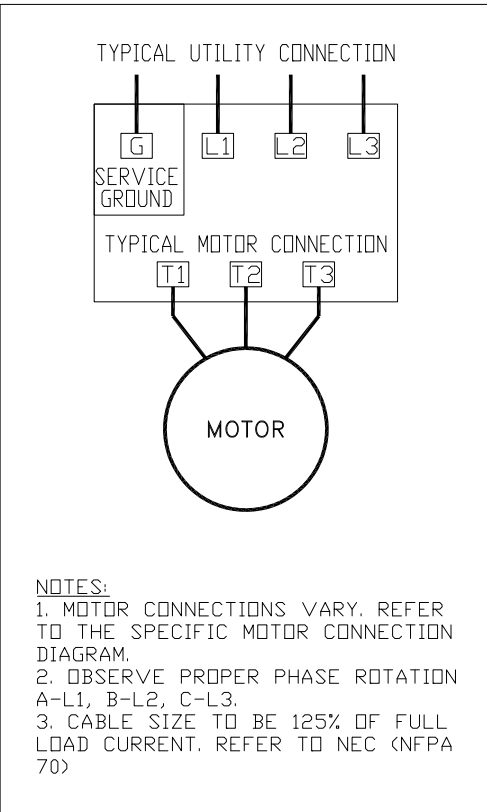 TYPICAL UTILITY CONNECTION
G L1 L2 L3
SERVICE
GROUND
TYPICAL MOTOR CONNECTION
T1 T2 T3
MOTOR
NOTES:
1. MOTOR CONNECTIONS VARY. REFER
TO THE SPECIFIC MOTOR CONNECTION
DIAGRAM.
2. OBSERVE PROPER PHASE ROTATION
A-L1, B-L2, C-L3.
3. CABLE SIZE TO BE 125% OF FULL
LOAD CURRENT. REFER TO NEC (NFPA
70)